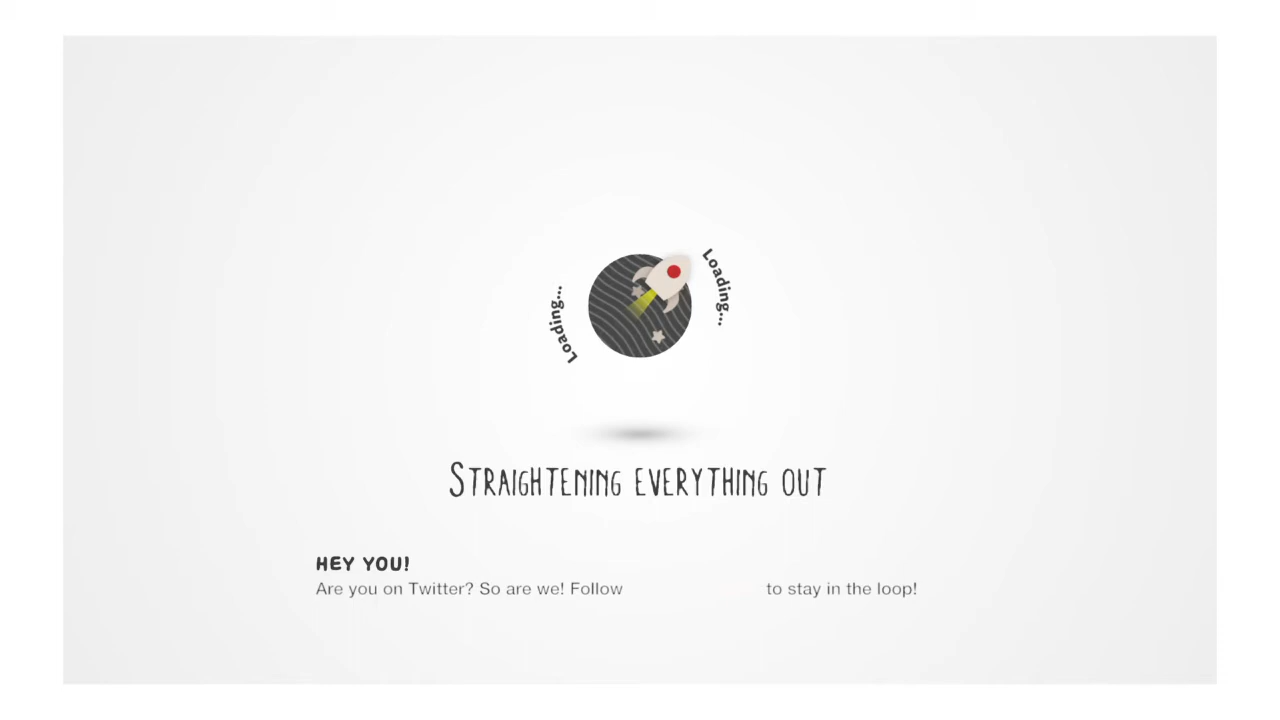 Loading...
Loading...
STRAIGHTENING EVERYTHING OUT
HEY YOU!
Are you on Twitter? So are we! Follow to stay in the loop!